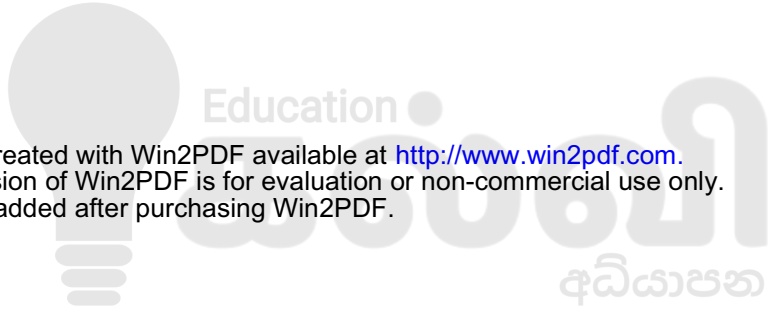 Education
கல்வி
reated with Win2PDF available at http://www.win2pdf.com.
sion of Win2PDF is for evaluation or non-commercial use only.
added after purchasing Win2PDF.
අධ්‍යාපන